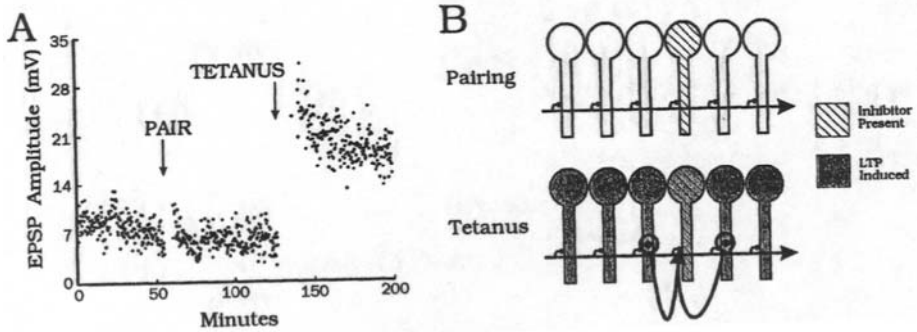 A
EPSP Amplitude (mV)
35
28
21
14
7
0
PAIR
TETANUS
0 50 100 150 200
Minutes
B
Pairing
Tetanus
Inhibitor
Present
LTP
Induced